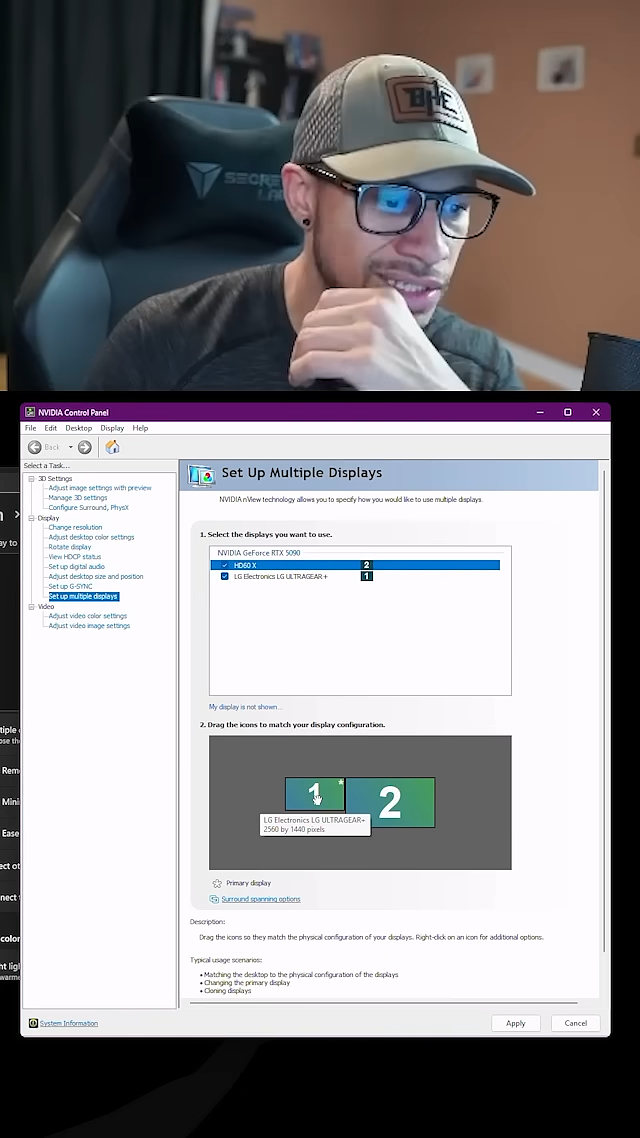 BHE
SECRE
LAB
NVIDIA Control Panel
File Edit Desktop Display Help
Back
Select a Task...
3D Settings
Adjust image settings with preview
Manage 3D settings
Configure Surround, PhysX
Display
Change resolution
Adjust desktop color settings
Rotate display
View HDCP status
Set up digital audio
Adjust desktop size and position
Set up G-SYNC
Set up multiple displays
Video
Adjust video color settings
Adjust video image settings
System Information
Set Up Multiple Displays
NVIDIA nView technology allows you to specify how you would like to use multiple displays.
1. Select the displays you want to use.
NVIDIA GeForce RTX 5090
HD60 X 2
LG Electronics LG ULTRAGEAR+ 1
My display is not shown...
2. Drag the icons to match your display configuration.
1 * 2
LG Electronics LG ULTRAGEAR+
2560 by 1440 pixels
Primary display
Surround spanning options
Description:
Drag the icons so they match the physical configuration of your displays. Right-click on an icon for additional options.
Typical usage scenarios:
• Matching the desktop to the physical configuration of the displays
• Changing the primary display
• Cloning displays
Apply Cancel